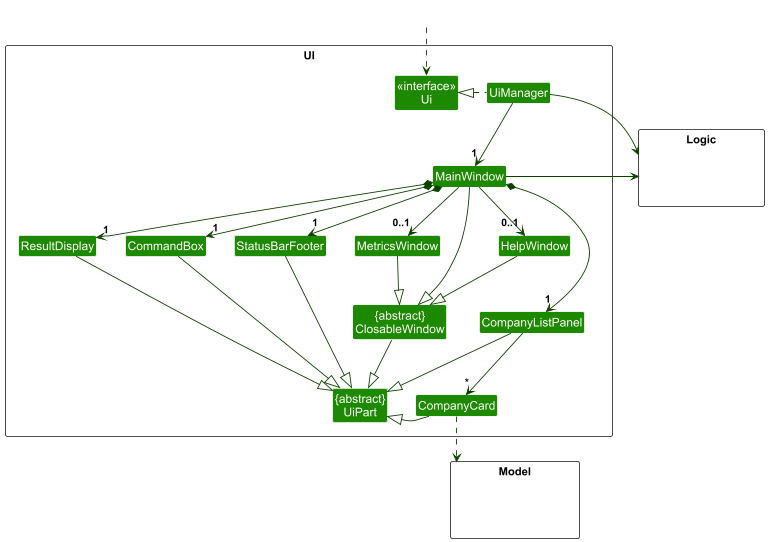 UI
«interface»
Ui
UiManager
Logic
1
MainWindow
1
1
1
0..1
0..1
ResultDisplay
CommandBox
StatusBarFooter
MetricsWindow
HelpWindow
1
{abstract}
ClosableWindow
CompanyListPanel
*
{abstract}
UiPart
CompanyCard
Model